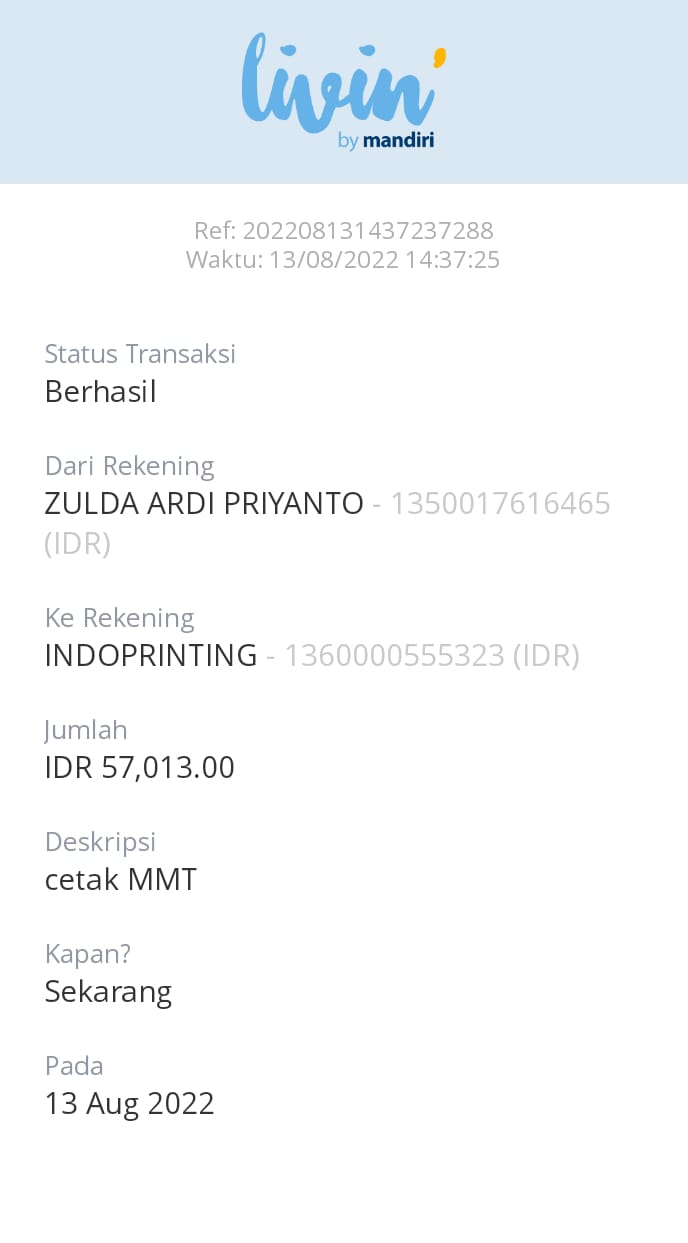 livin'
by mandiri
Ref: 202208131437237288
Waktu: 13/08/2022 14:37:25
Status Transaksi
Berhasil
Dari Rekening
ZULDA ARDI PRIYANTO - 1350017616465
(IDR)
Ke Rekening
INDOPRINTING - 1360000555323 (IDR)
Jumlah
IDR 57,013.00
Deskripsi
cetak MMT
Kapan?
Sekarang
Pada
13 Aug 2022